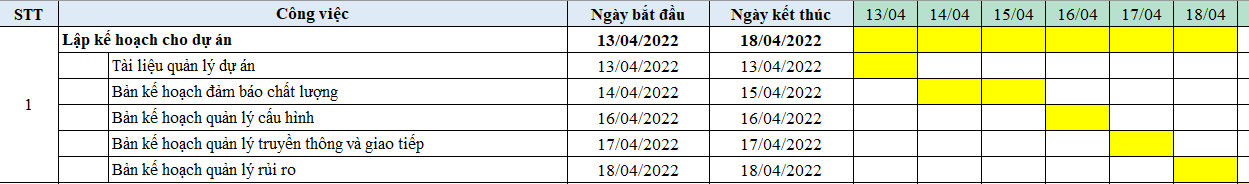 STT Công việc Ngày bắt đầu Ngày kết thúc 13/04 14/04 15/04 16/04 17/04 18/04
Lập kế hoạch cho dự án 13/04/2022 18/04/2022
Tài liệu quản lý dự án 13/04/2022 13/04/2022
Bản kế hoạch đảm bảo chất lượng 14/04/2022 15/04/2022
1 Bản kế hoạch quản lý cấu hình 16/04/2022 16/04/2022
Bản kế hoạch quản lý truyền thông và giao tiếp 17/04/2022 17/04/2022
Bản kế hoạch quản lý rủi ro 18/04/2022 18/04/2022